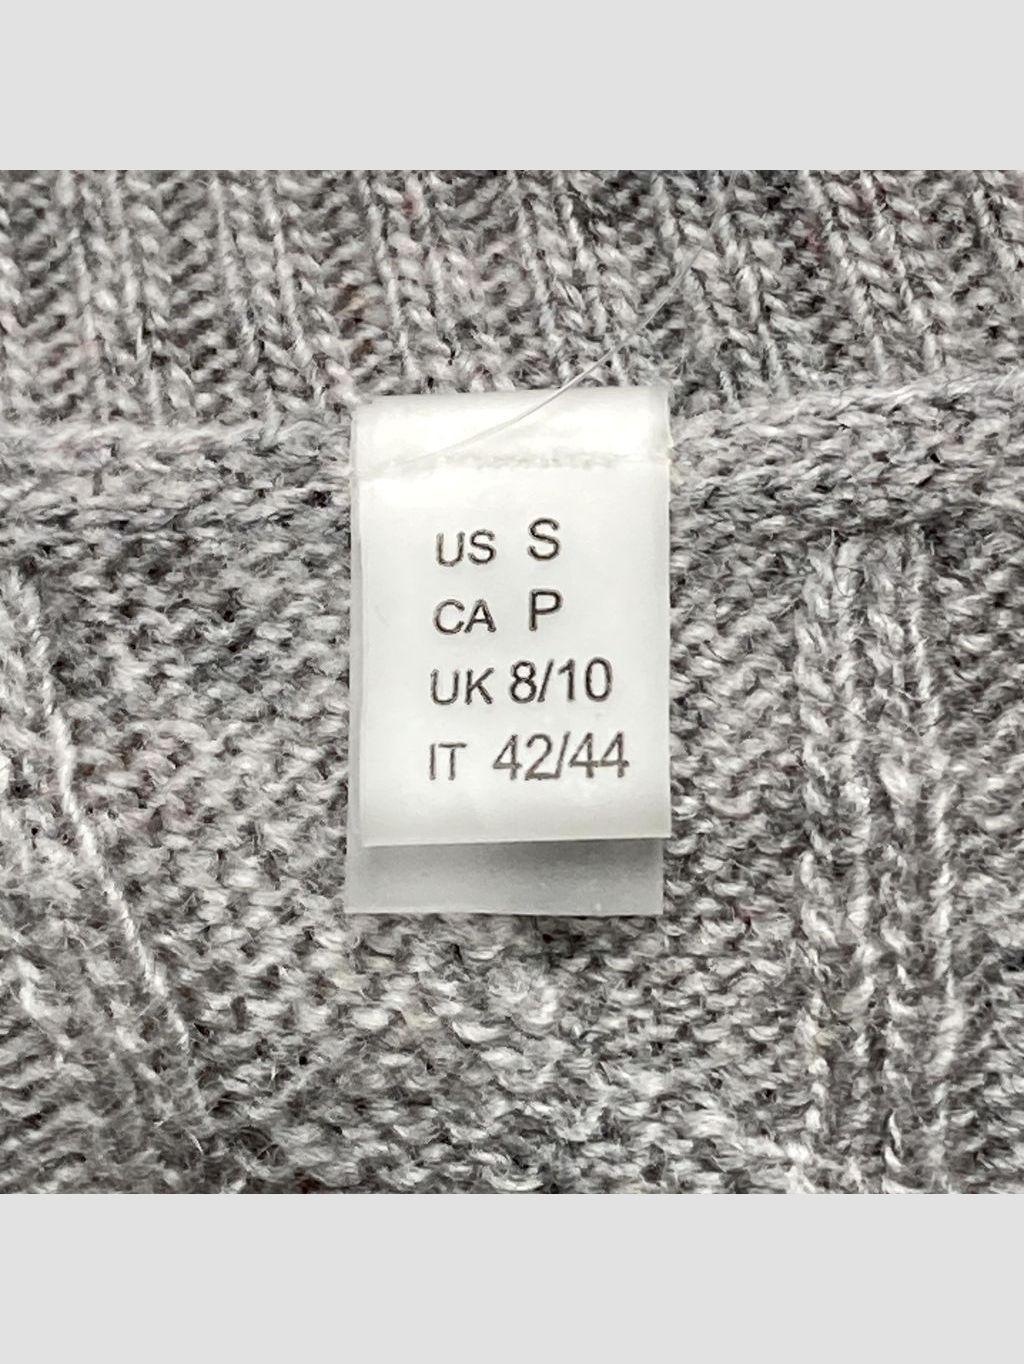 US S
CA P
UK 8/10
IT 42/44